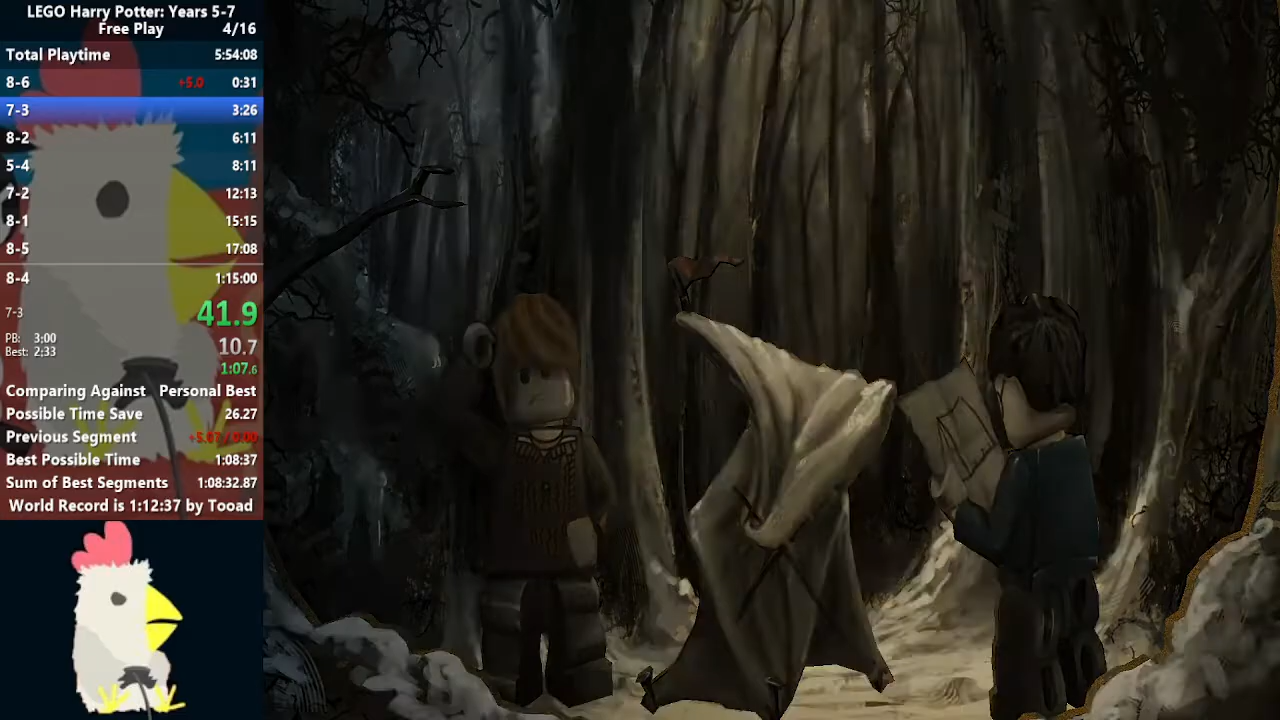 LEGO Harry Potter: Years 5-7
Free Play 4/16
Total Playtime 5:54:08
8-6 +5.0 0:31
7-3 3:26
8-2 6:11
5-4 8:11
7-2 12:13
8-1 15:15
8-5 17:08
8-4 1:15:00
7-3 41.9
PB: 3:00 10.7
Best: 2:33 1:07.6
Comparing Against Personal Best
Possible Time Save 26.27
Previous Segment +5.07 / 0.00
Best Possible Time 1:08:37
Sum of Best Segments 1:08:32.87
World Record is 1:12:37 by Tooad